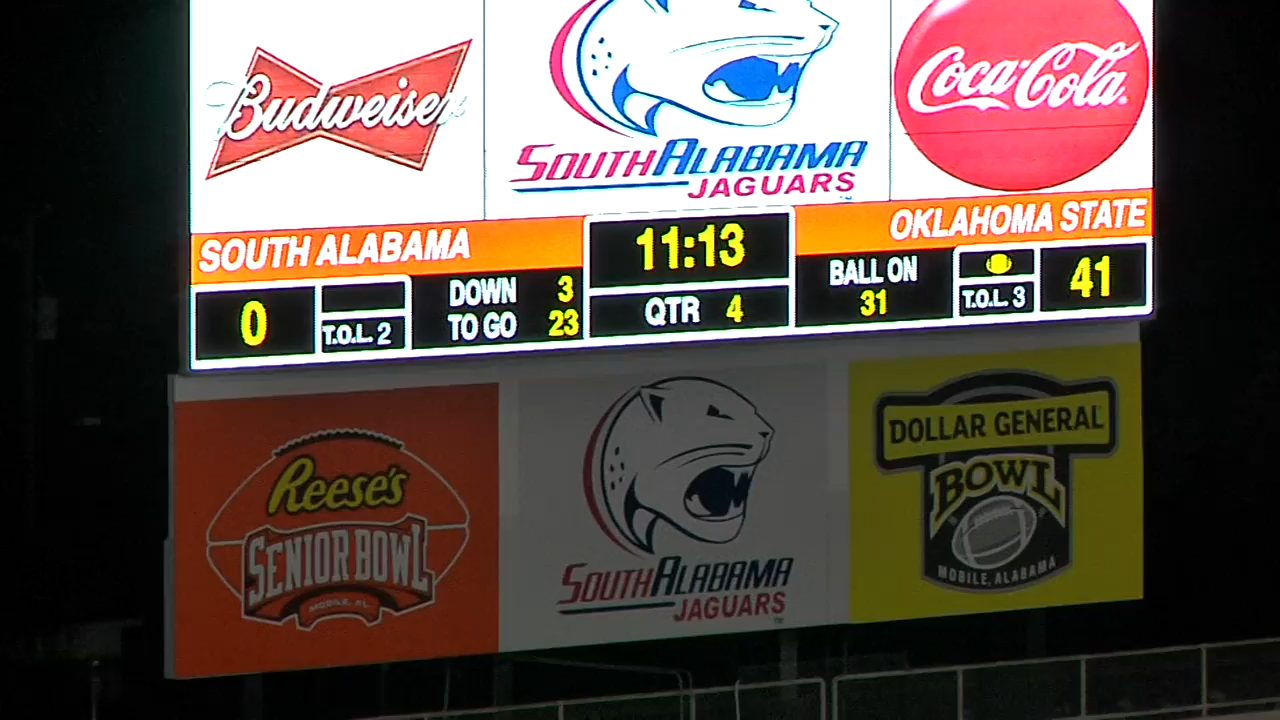 Budweiser
SOUTH ALABAMA
JAGUARS
Coca-Cola
SOUTH ALABAMA
OKLAHOMA STATE
0
T.O.L. 2
DOWN 3
TO GO 23
11:13
QTR 4
BALL ON
31
T.O.L. 3
41
Reese's
SENIOR BOWL
MOBILE, AL
SOUTH ALABAMA
JAGUARS
TM
DOLLAR GENERAL
BOWL
MOBILE, ALABAMA